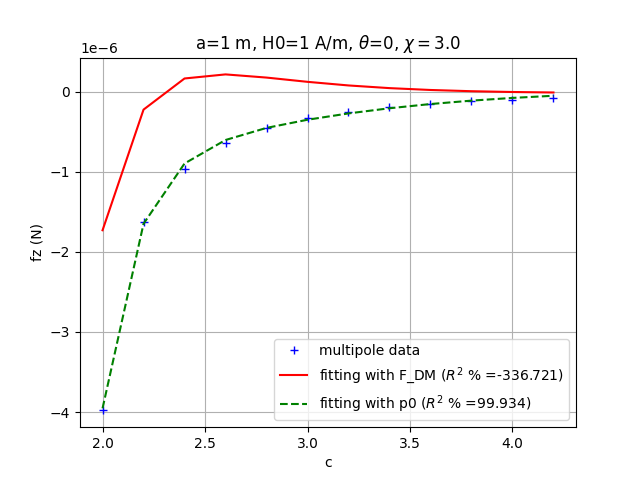 a=1 m, H0=1 A/m, θ=0, χ = 3.0
1e−6
0
−1
−2
−3
−4
fz (N)
multipole data
fitting with F_DM (R² % =-336.721)
fitting with p0 (R² % =99.934)
2.0 2.5 3.0 3.5 4.0
c